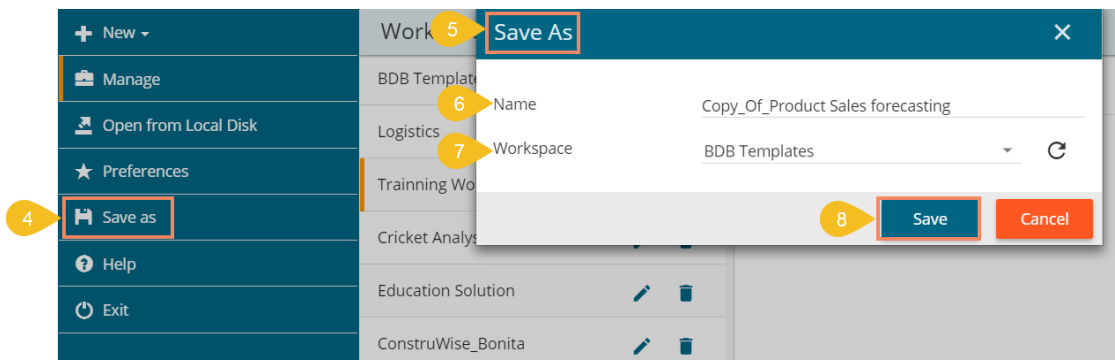 New
Manage
Open from Local Disk
Preferences
4
Save as
Help
Exit
Work
BDB Templat
Logistics
Trainning Wo
Cricket Analys
Education Solution
ConstruWise_Bonita
5
Save As
6
Name
Copy_Of_Product Sales forecasting
7
Workspace
BDB Templates
8
Save
Cancel